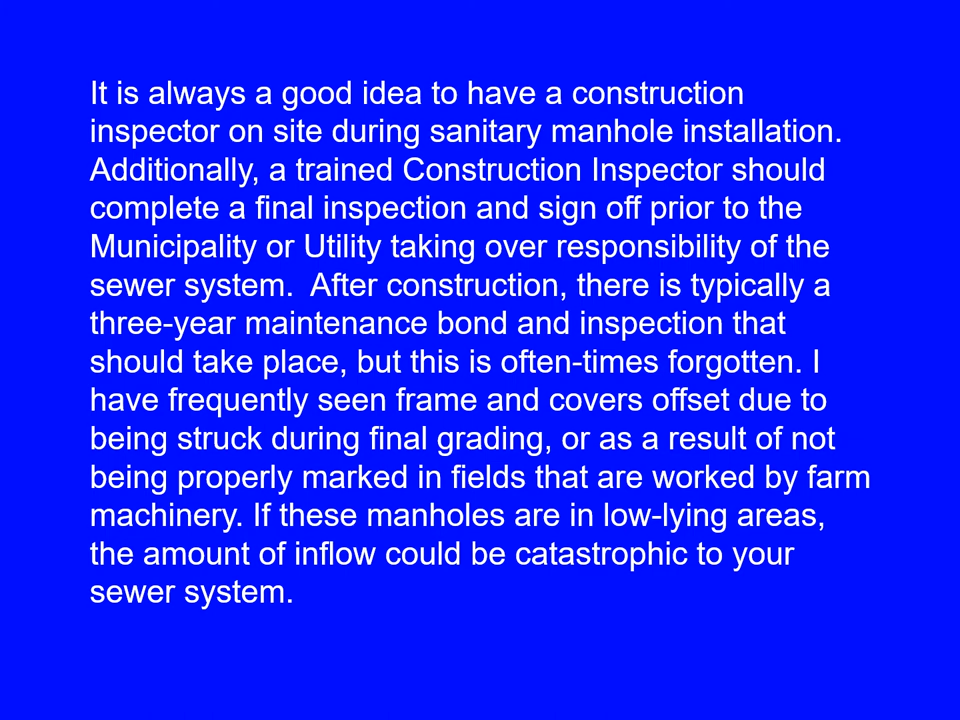 It is always a good idea to have a construction
inspector on site during sanitary manhole installation.
Additionally, a trained Construction Inspector should
complete a final inspection and sign off prior to the
Municipality or Utility taking over responsibility of the
sewer system.  After construction, there is typically a
three-year maintenance bond and inspection that
should take place, but this is often-times forgotten. I
have frequently seen frame and covers offset due to
being struck during final grading, or as a result of not
being properly marked in fields that are worked by farm
machinery. If these manholes are in low-lying areas,
the amount of inflow could be catastrophic to your
sewer system.